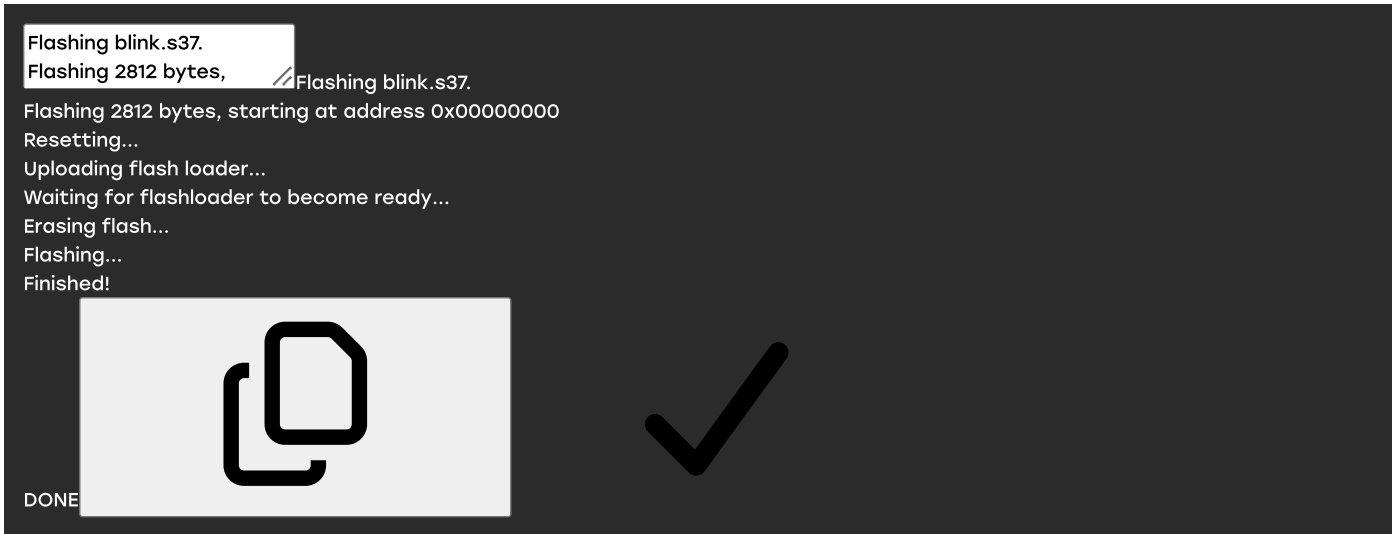 Flashing blink.s37.
Flashing 2812 bytes,
Flashing blink.s37.
Flashing 2812 bytes, starting at address 0x00000000
Resetting...
Uploading flash loader...
Waiting for flashloader to become ready...
Erasing flash...
Flashing...
Finished!
DONE